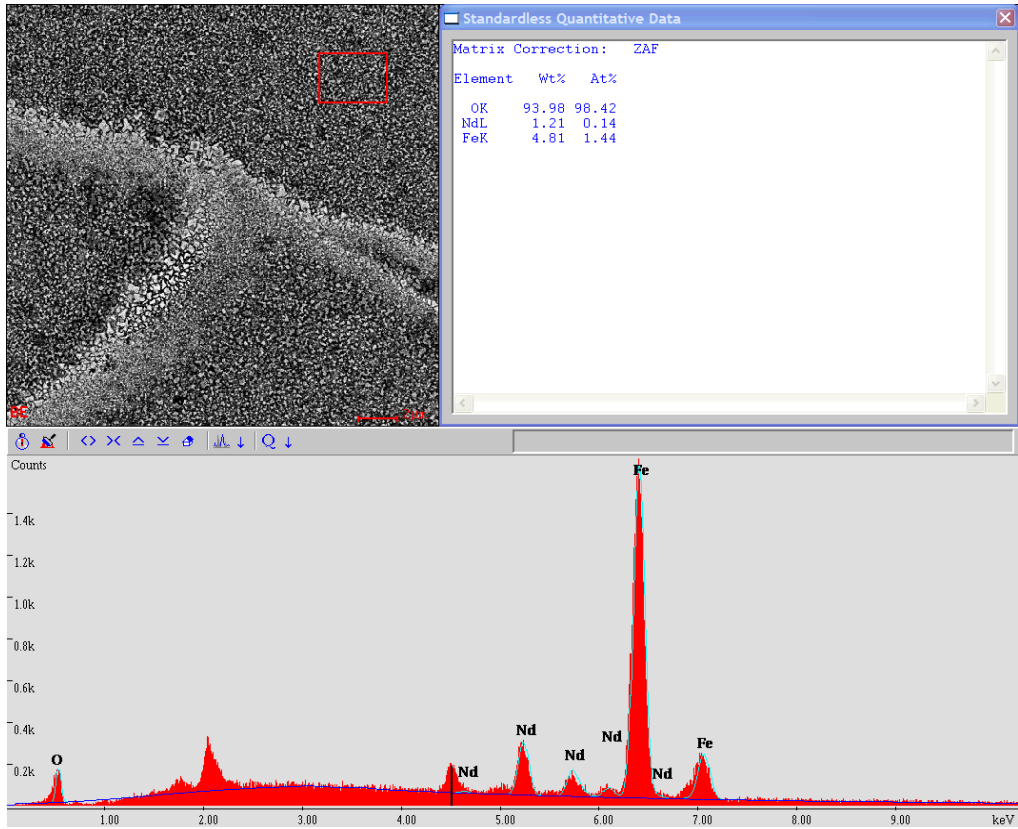 Standardless Quantitative Data
Matrix Correction: ZAF
Element Wt% At%
OK 93.98 98.42
NdL 1.21 0.14
FeK 4.81 1.44
BE
Q
Counts
1.4k
1.2k
1.0k
0.8k
0.6k
0.4k
0.2k
O
Nd
Nd
Nd
Nd
Fe
Nd
Fe
1.00 2.00 3.00 4.00 5.00 6.00 7.00 8.00 9.00 keV